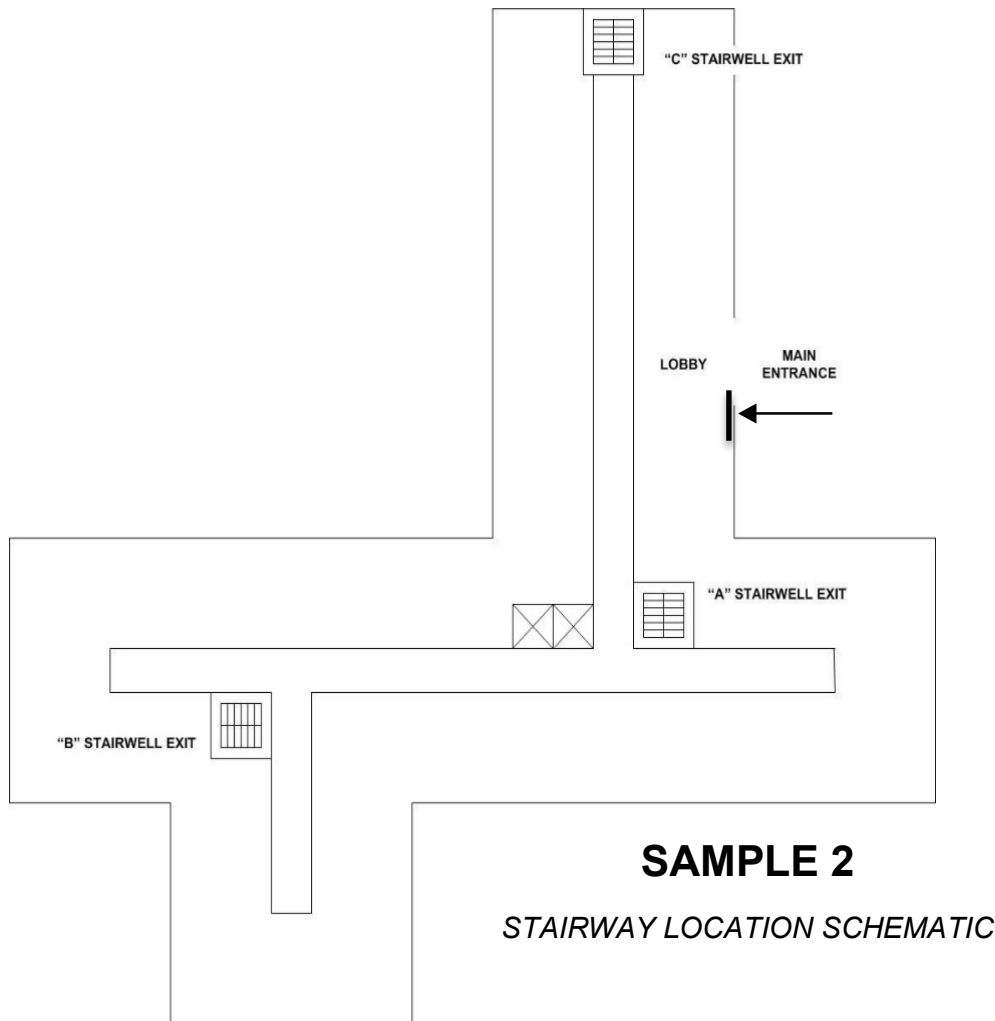 “C” STAIRWELL EXIT
LOBBY
MAIN
ENTRANCE
“A” STAIRWELL EXIT
“B” STAIRWELL EXIT
SAMPLE 2
STAIRWAY LOCATION SCHEMATIC